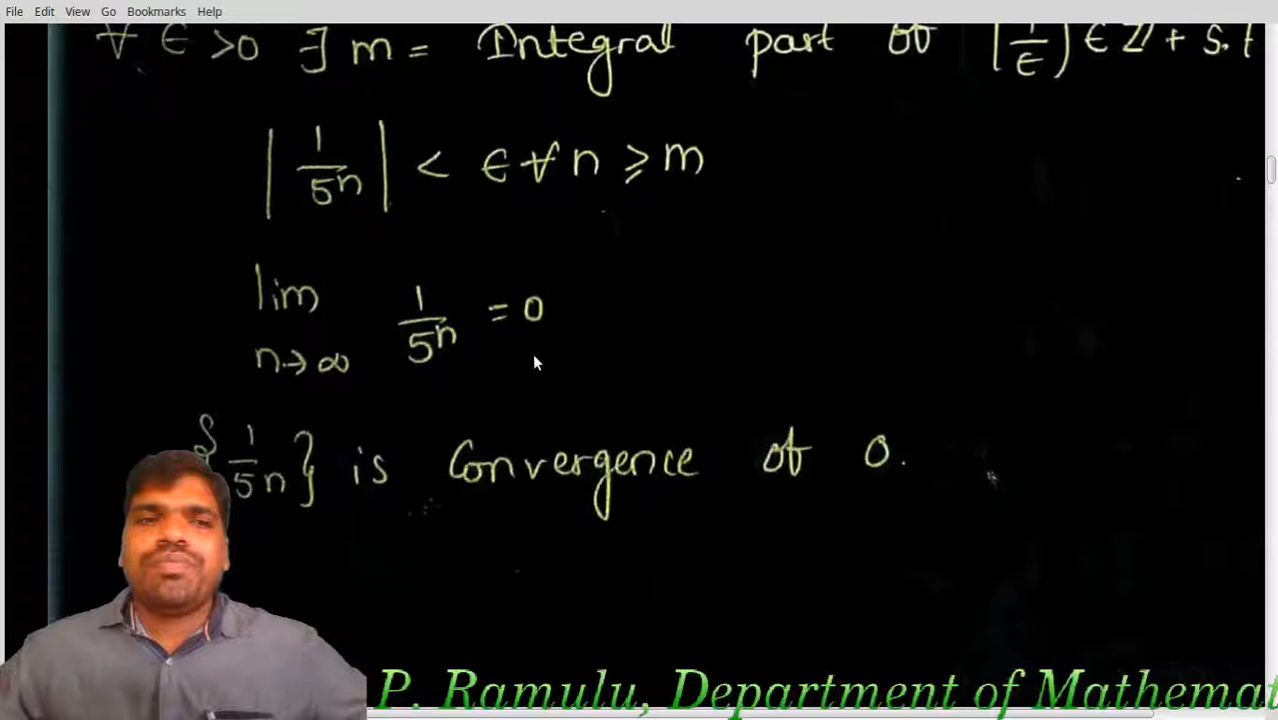 File Edit View Go Bookmarks Help
∀ ∈ >0 ∃ m = Integral part of (1/∈) ∈ Z+ s.t
|1/5ⁿ| < ∈ ∀ n ≥ m
lim n→∞ 1/5ⁿ = 0
{1/5n} is Convergence of 0.
P. Ramulu, Department of Mathemat